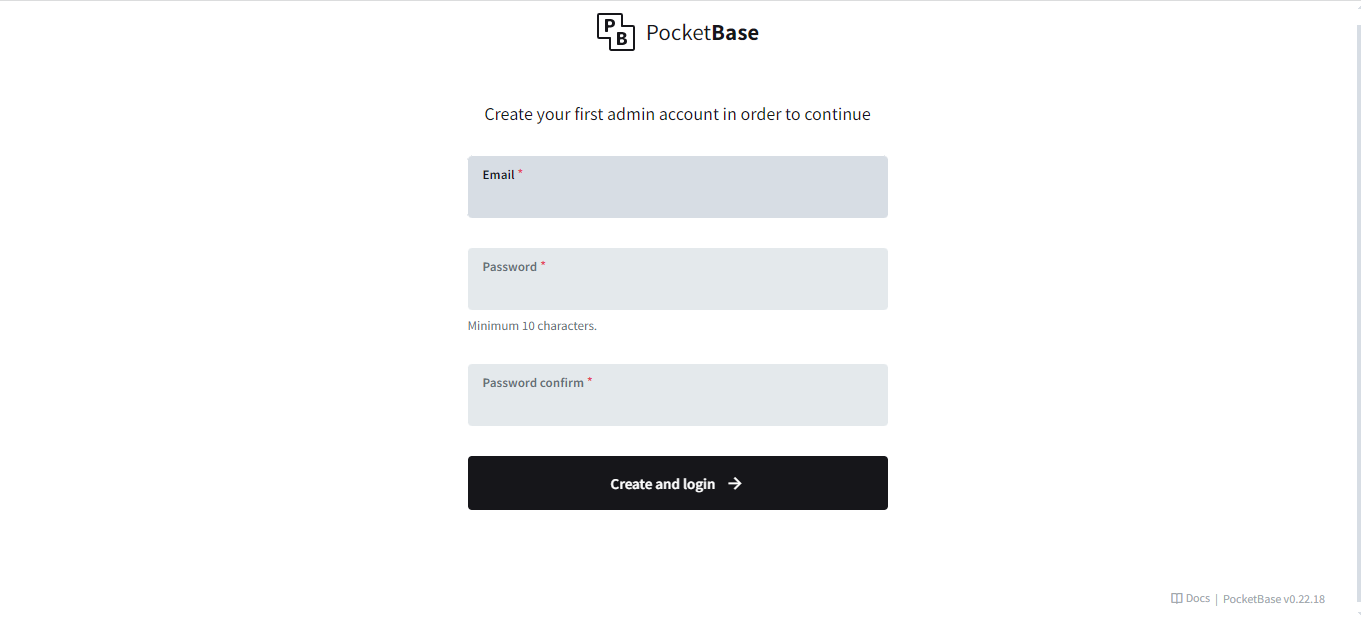 P
B
PocketBase
Create your first admin account in order to continue
Email *
Password *
Minimum 10 characters.
Password confirm *
Create and login →
Docs | PocketBase v0.22.18